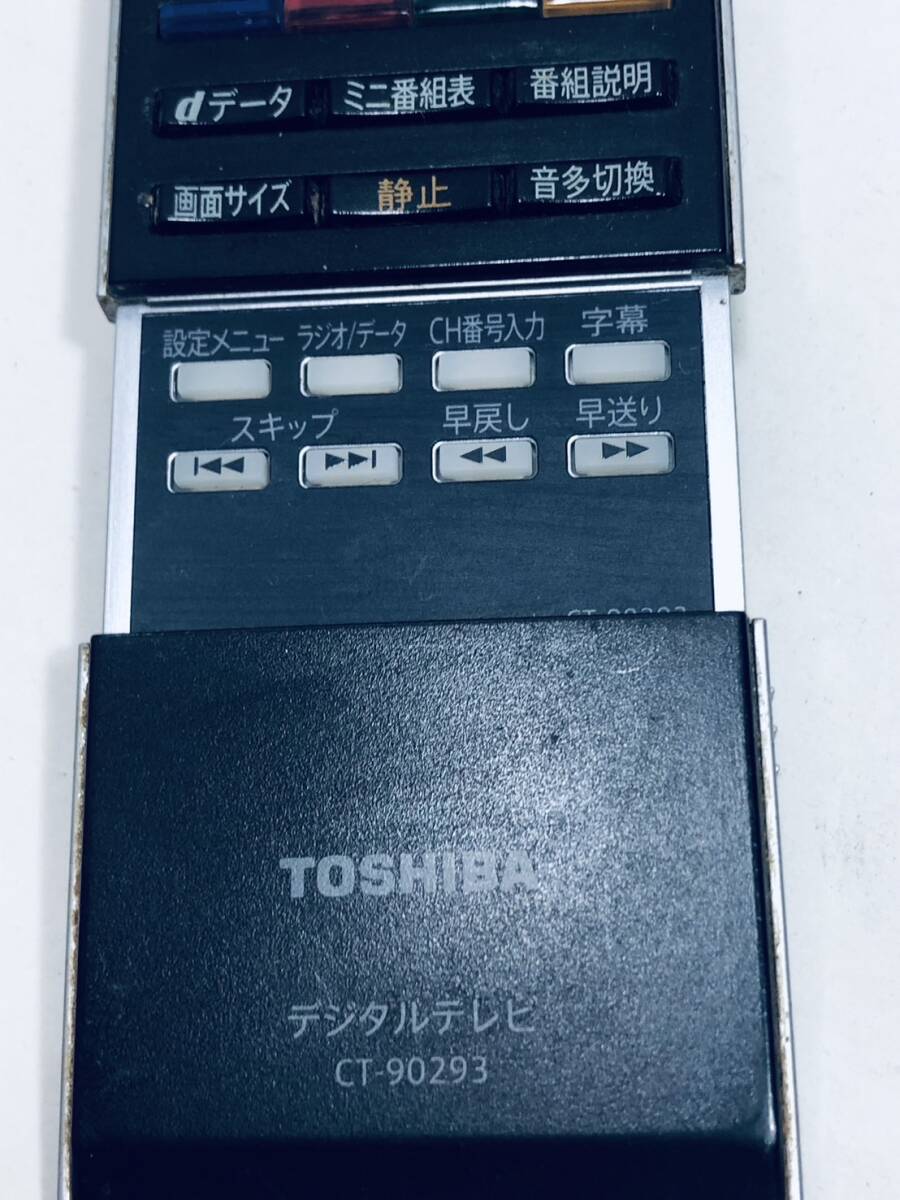 dデータ ミニ番組表 番組説明
画面サイズ 静止 音多切換
設定メニュー ラジオ/データ CH番号入力 字幕
スキップ 早戻し 早送り
CT-90293
TOSHIBA
デジタルテレビ
CT-90293